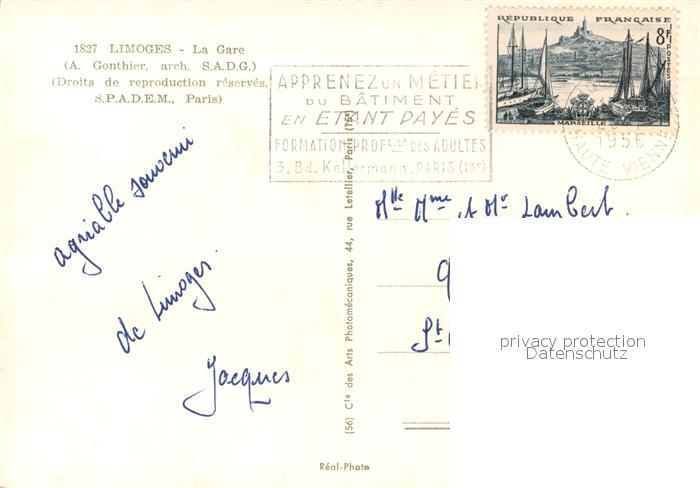 1827 LIMOGES - La Gare
(A. Gonthier, arch. S.A.D.G.)
(Droits de reproduction réservés,
S.P.A.D.E.M., Paris)
APPRENEZ UN MÉTIER
DU BÂTIMENT
EN ETANT PAYÉS
FORMATION PROFelle DES ADULTES
3, Bd. Kellermann. PARIS (13e)
RÉPUBLIQUE FRANÇAISE
8F
POSTES
MARSEILLE
1956
HAUTE-VIENNE
agréable souvenir
de Limoges
Jacques
(56) Cie des Arts Photomécaniques, 44, rue Letellier, Paris (15e)
Mlle Mme et Mr Lambert.
St
privacy protection
Datenschutz
Réal-Photo